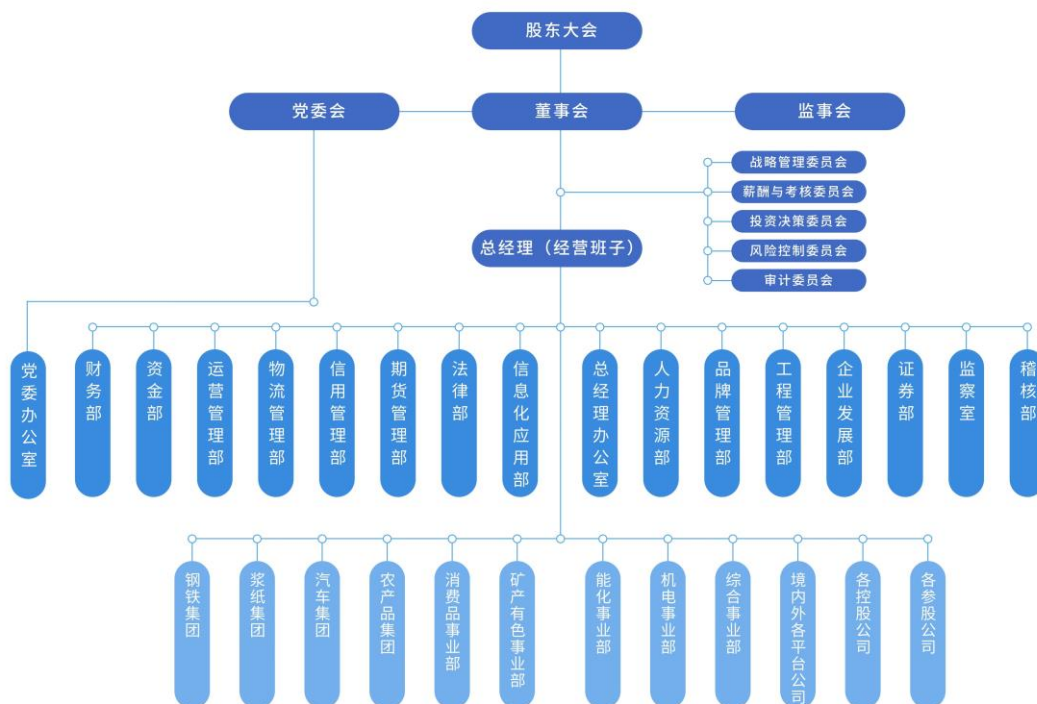 股东大会
党委会
董事会
监事会
战略管理委员会
薪酬与考核委员会
投资决策委员会
风险控制委员会
审计委员会
总经理（经营班子）
党委办公室
财务部
资金部
运营管理部
物流管理部
信用管理部
期货管理部
法律部
信息化应用部
总经理办公室
人力资源部
品牌管理部
工程管理部
企业发展部
证券部
监察室
稽核部
钢铁集团
浆纸集团
汽车集团
农产品集团
消费品事业部
矿产有色事业部
能化事业部
机电事业部
综合事业部
境内外各平台公司
各控股公司
各参股公司